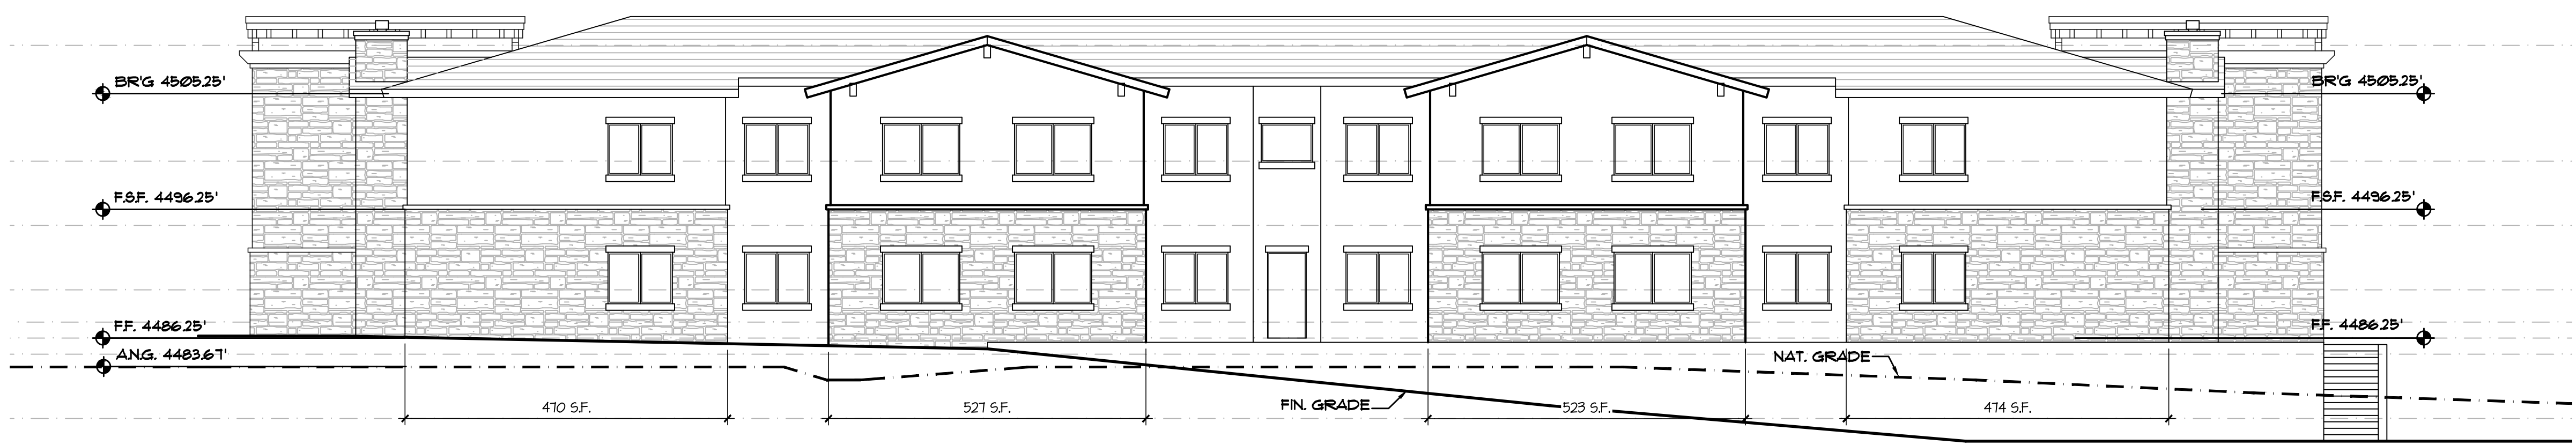 BR'G 4505.25'
BR'G 4505.25'
F.S.F. 4496.25'
F.S.F. 4496.25'
F.F. 4486.25'
F.F. 4486.25'
A.N.G. 4483.67'
NAT. GRADE
470 S.F.
527 S.F.
FIN. GRADE
523 S.F.
474 S.F.